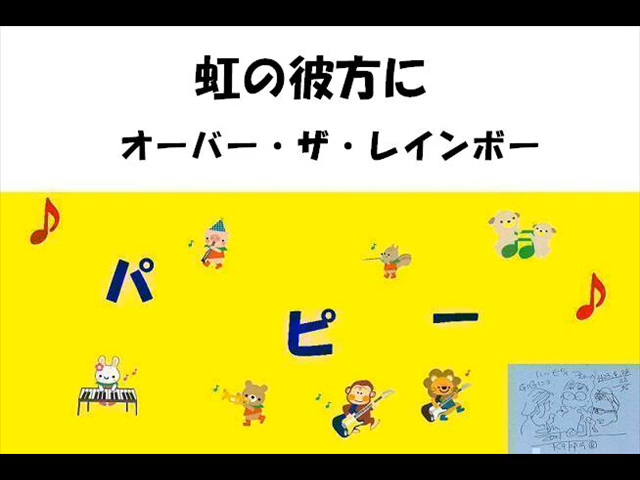 虹の彼方に
オーバー・ザ・レインボー
パピー